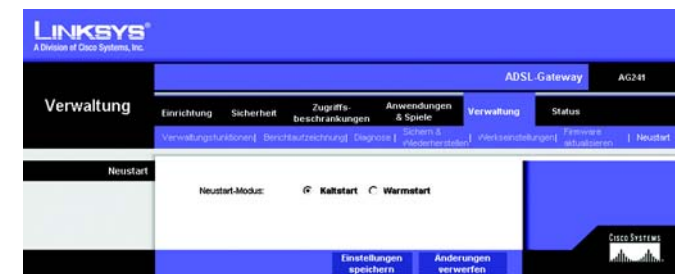 LINKSYS®
A Division of Cisco Systems, Inc.
ADSL-Gateway AG241
Verwaltung
Einrichtung Sicherheit Zugriffs-beschränkungen Anwendungen & Spiele Verwaltung Status
Verwaltungsfunktionen | Berichtaufzeichnung | Diagnose | Sichern & Wiederherstellen | Werkseinstellungen | Firmware aktualisieren | Neustart
Neustart
Neustart-Modus: Kaltstart Warmstart
CISCO SYSTEMS
Einstellungen speichern Änderungen verwerfen